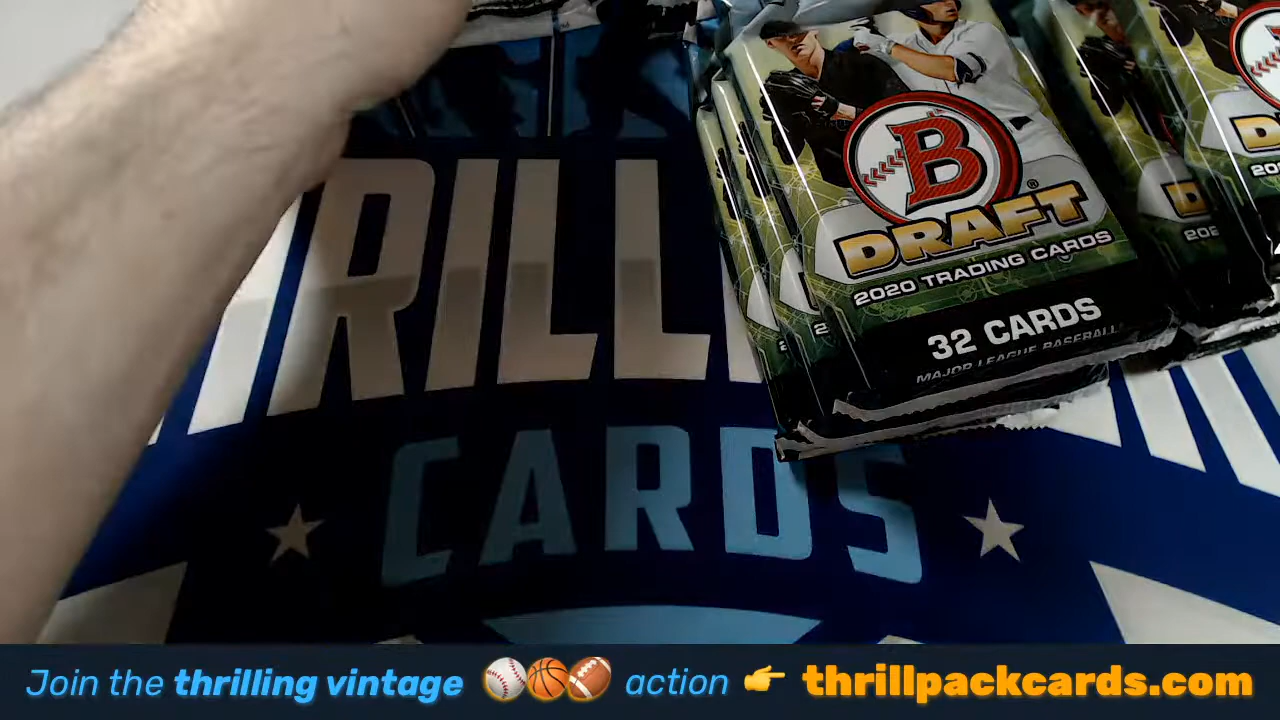 RILL
CARDS
B
DRAFT®
2020 TRADING CARDS
32 CARDS
MAJOR LEAGUE BASEBALL
Join the thrilling vintage action thrillpackcards.com